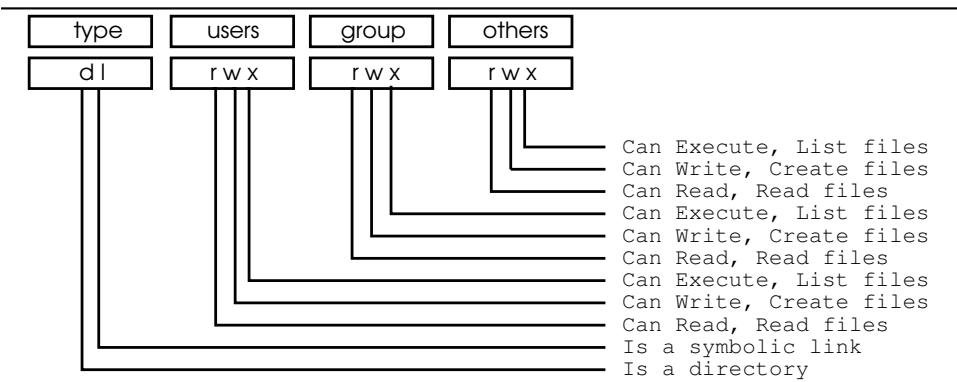 type users group others
d l r w x r w x r w x
Can Execute, List files
Can Write, Create files
Can Read, Read files
Can Execute, List files
Can Write, Create files
Can Read, Read files
Can Execute, List files
Can Write, Create files
Can Read, Read files
Is a symbolic link
Is a directory